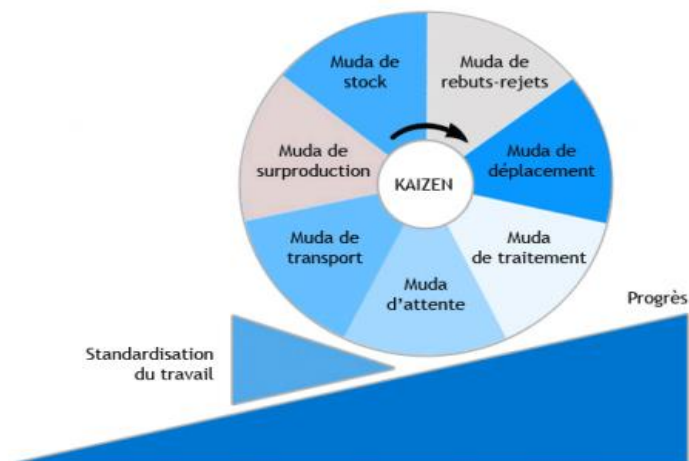 Muda de
stock
Muda de
rebuts-rejets
Muda de
surproduction
KAIZEN
Muda de
déplacement
Muda de
transport
Muda
de traitement
Muda
d'attente
Progrès
Standardisation
du travail